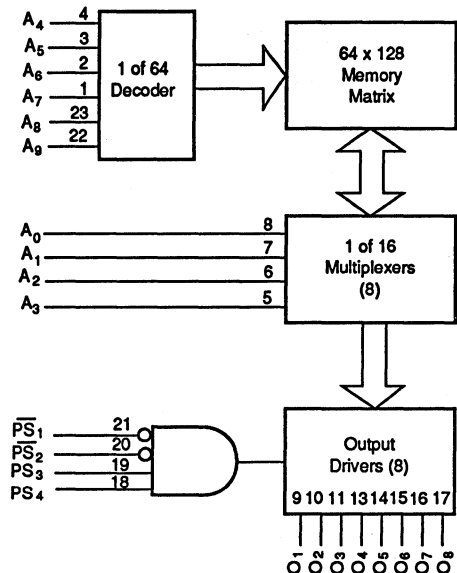 A4 4
A5 3
A6 2
A7 1
A8 23
A9 22
1 of 64
Decoder
64 x 128
Memory
Matrix
A0 8
A1 7
A2 6
A3 5
1 of 16
Multiplexers
(8)
P̅S̅1 21
P̅S̅2 20
PS3 19
PS4 18
Output
Drivers (8)
9 10 11 13 14 15 16 17
O1 O2 O3 O4 O5 O6 O7 O8